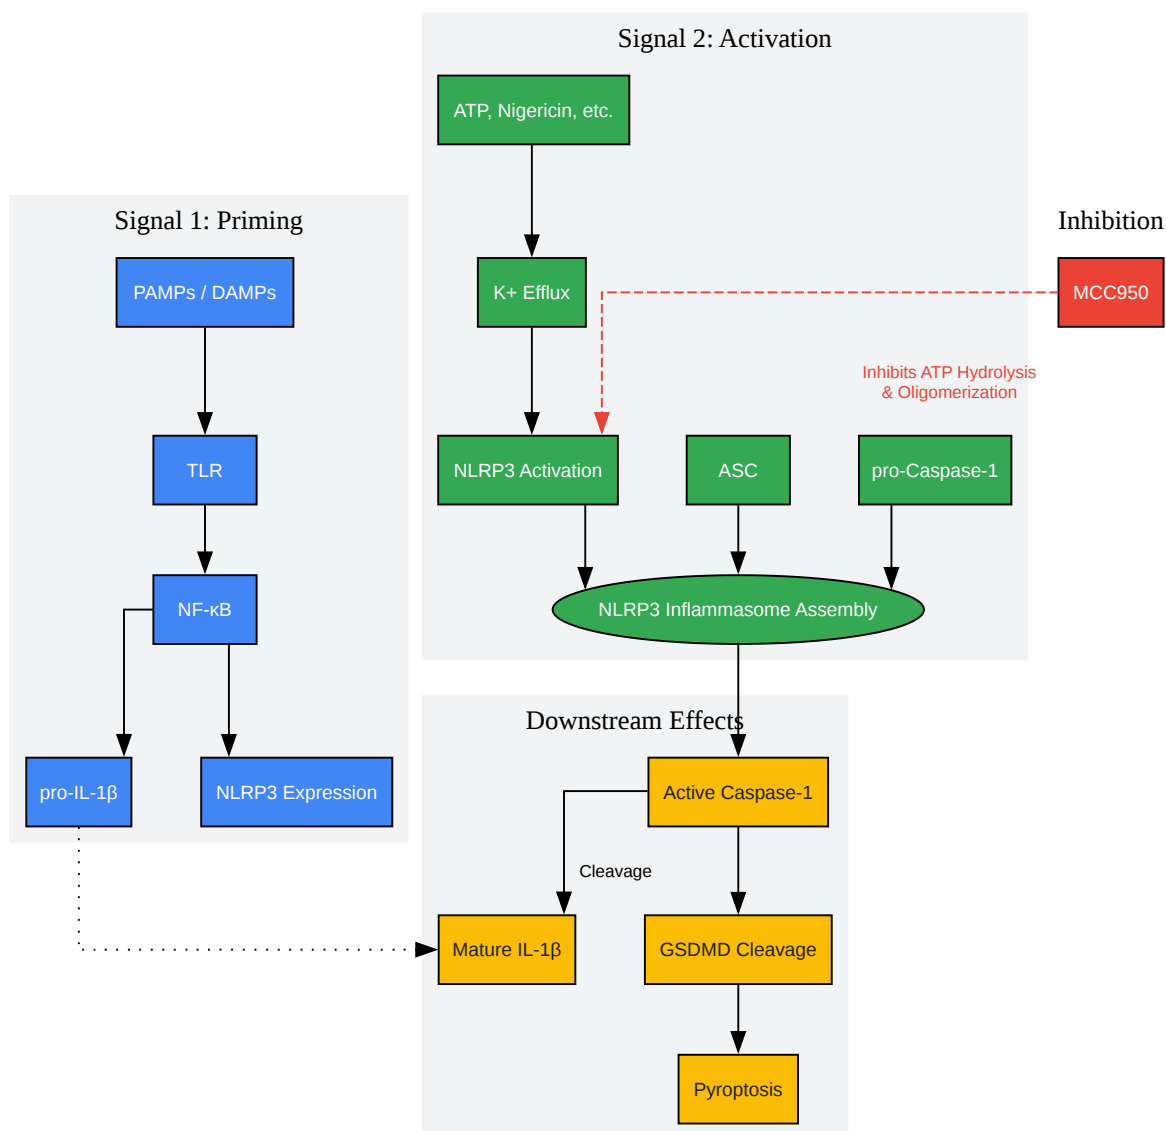 Signal 2: Activation
ATP, Nigericin, etc.
Signal 1: Priming
Inhibition
PAMPs / DAMPs
K+ Efflux
MCC950
Inhibits ATP Hydrolysis
& Oligomerization
TLR
NLRP3 Activation
ASC
pro-Caspase-1
NF-κB
NLRP3 Inflammasome Assembly
Downstream Effects
pro-IL-1β
NLRP3 Expression
Active Caspase-1
Cleavage
Mature IL-1β
GSDMD Cleavage
Pyroptosis